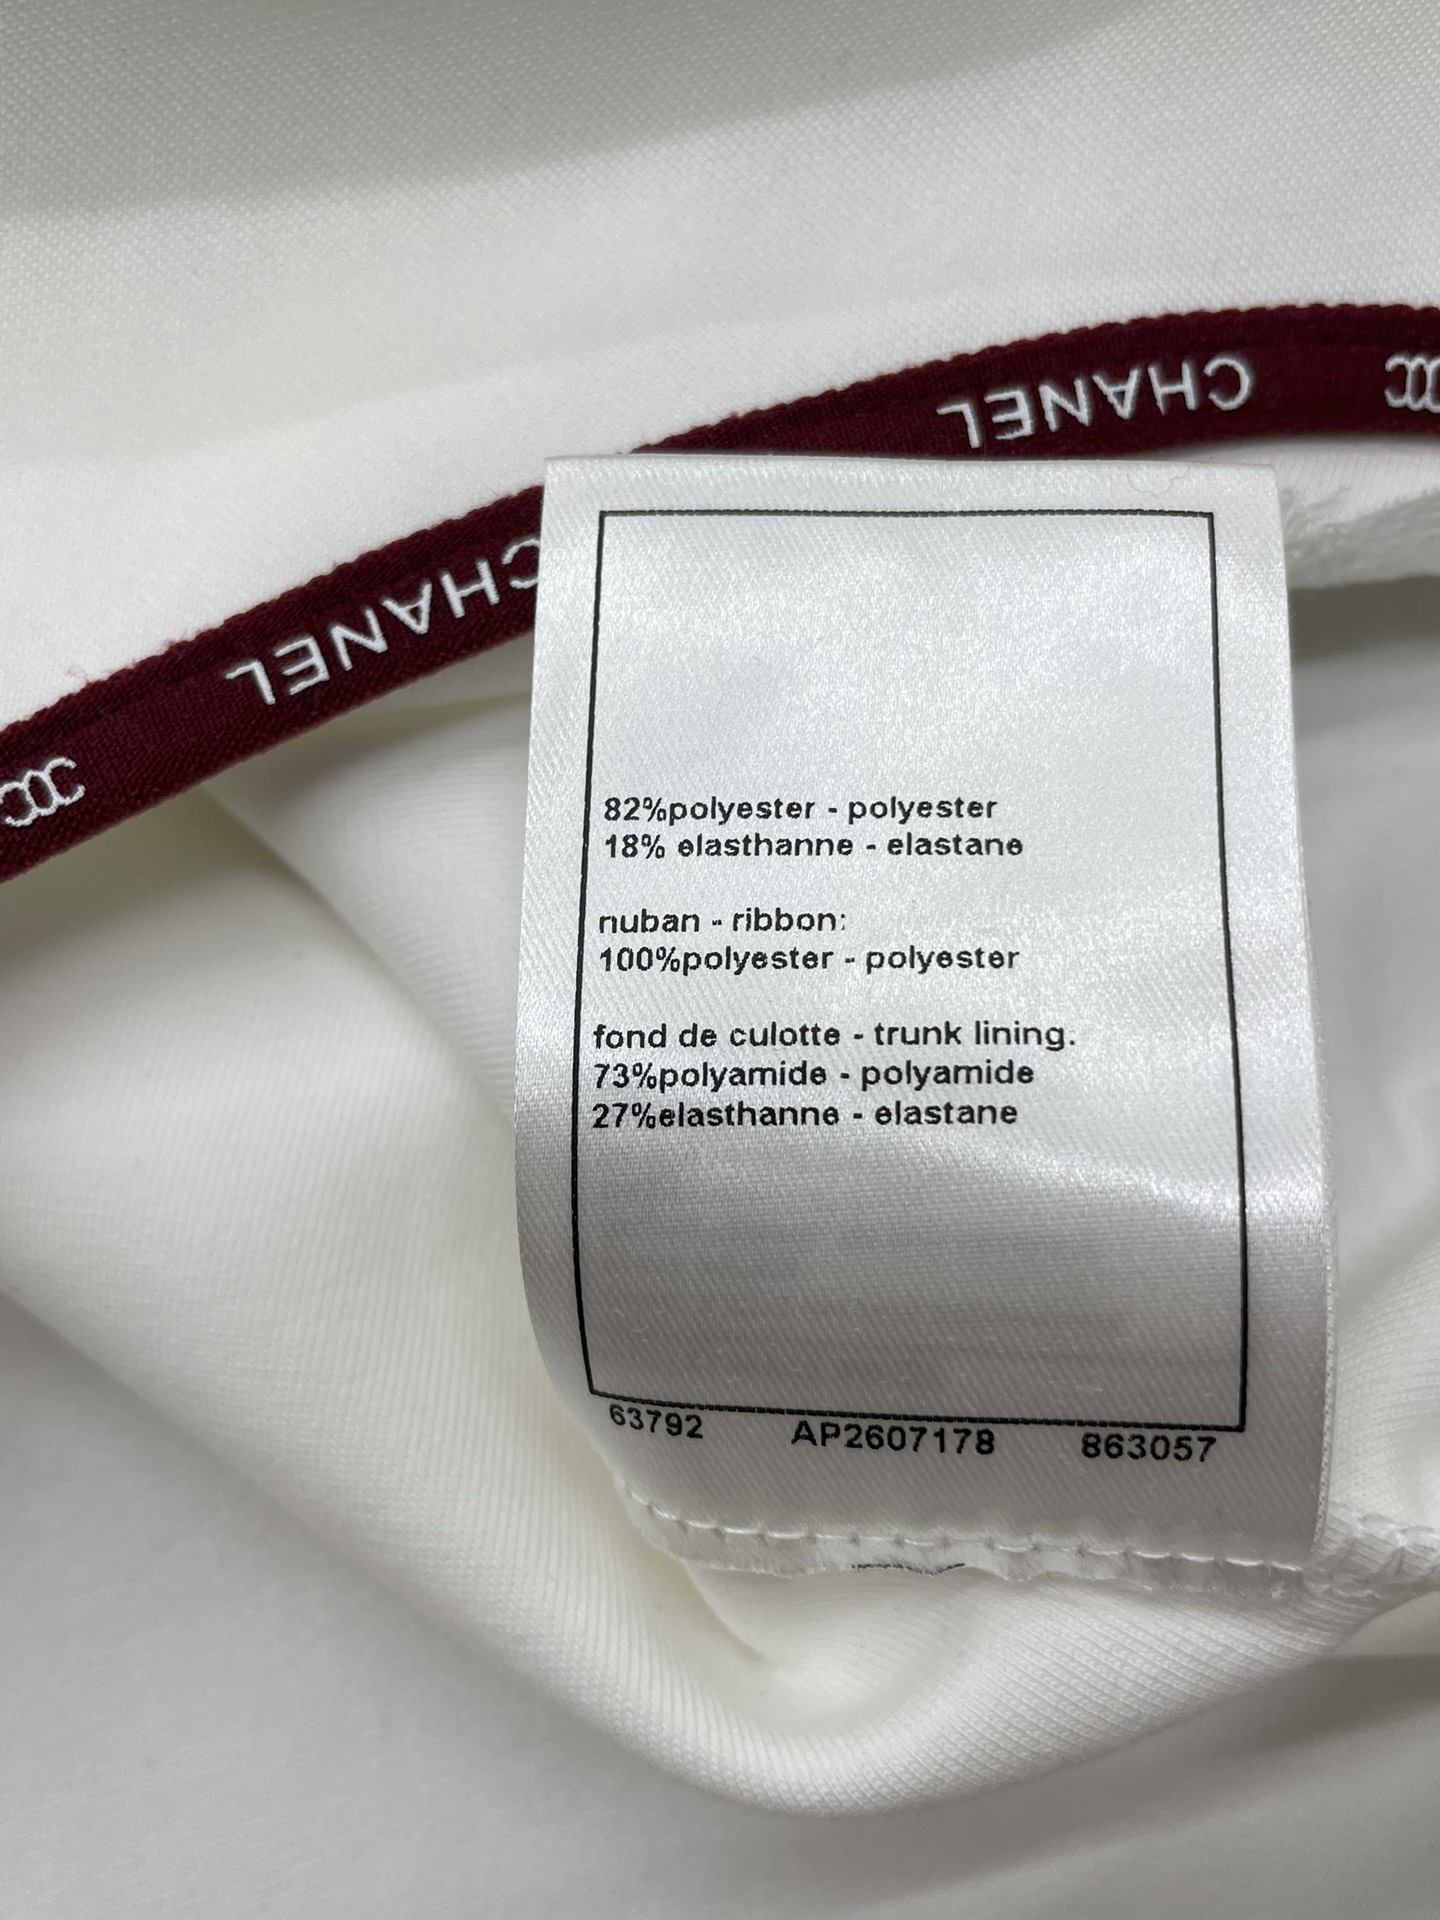 CHANEL
CHANEL
82%polyester - polyester
18% elasthanne - elastane
ruban - ribbon:
100%polyester - polyester
fond de culotte - trunk lining.
73%polyamide - polyamide
27%elasthanne - elastane
63792 AP2607178 863057